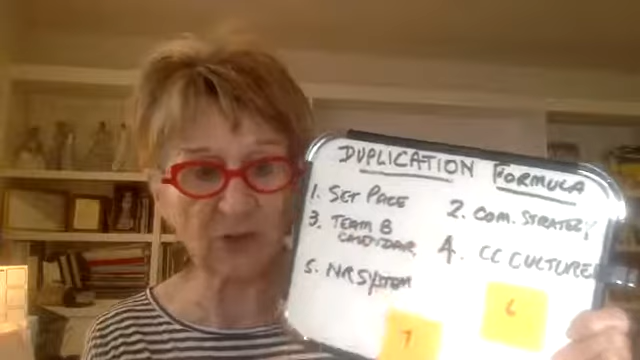 DUPLICATION FORMULA
1. SET PACE
2. COM. STRATEGY
3. TEAM B
CALENDAR
4. CC CULTURE
5. NR SYSTEM
6
7